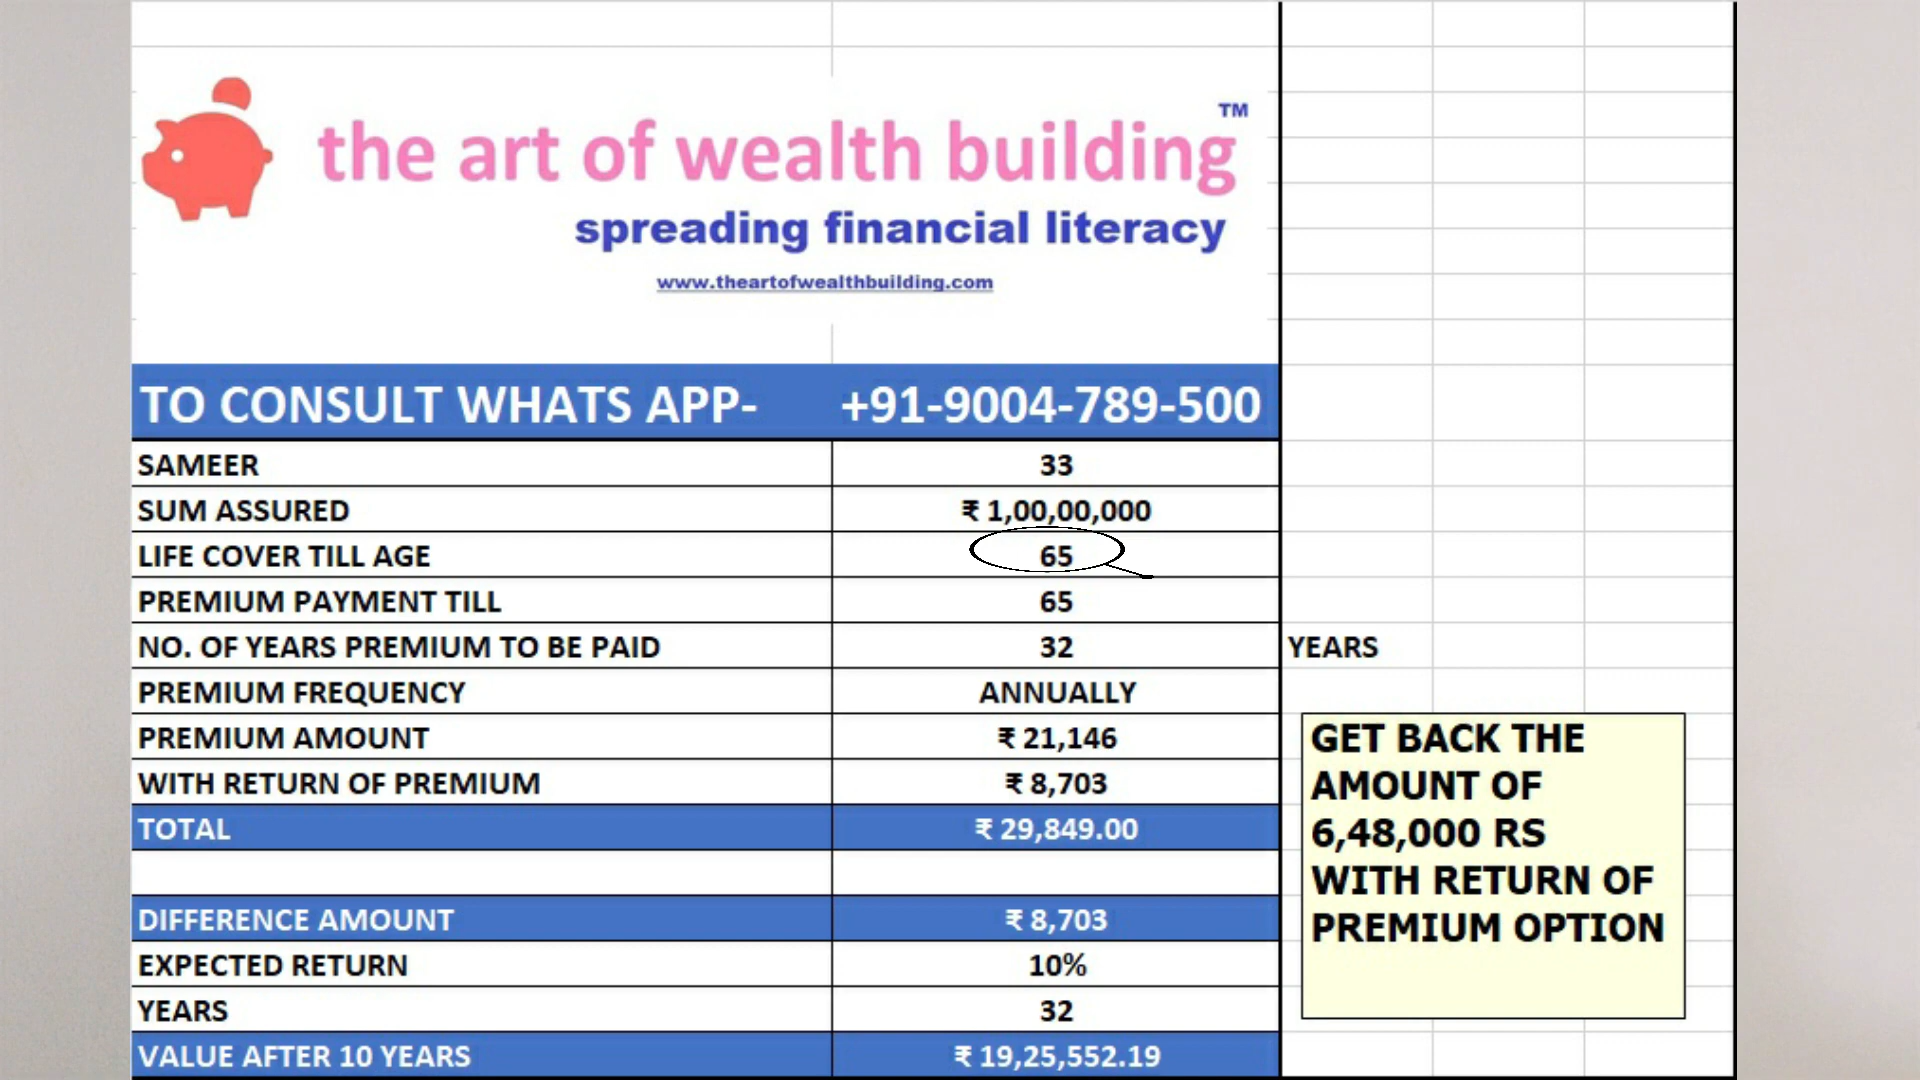 TM
the art of wealth building
spreading financial literacy
www.theartofwealthbuilding.com
TO CONSULT WHATS APP- +91-9004-789-500
SAMEER 33
SUM ASSURED ₹ 1,00,00,000
LIFE COVER TILL AGE 65
PREMIUM PAYMENT TILL 65
NO. OF YEARS PREMIUM TO BE PAID 32 YEARS
PREMIUM FREQUENCY ANNUALLY
PREMIUM AMOUNT ₹ 21,146
WITH RETURN OF PREMIUM ₹ 8,703
TOTAL ₹ 29,849.00
DIFFERENCE AMOUNT ₹ 8,703
EXPECTED RETURN 10%
YEARS 32
VALUE AFTER 10 YEARS ₹ 19,25,552.19
GET BACK THE
AMOUNT OF
6,48,000 RS
WITH RETURN OF
PREMIUM OPTION